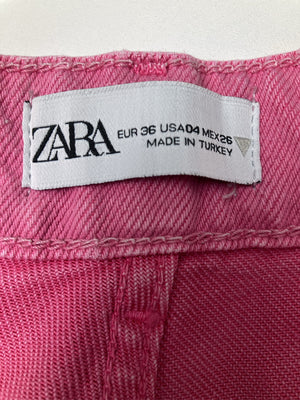 ZARA
EUR 36 USA 04 MEX 26
MADE IN TURKEY